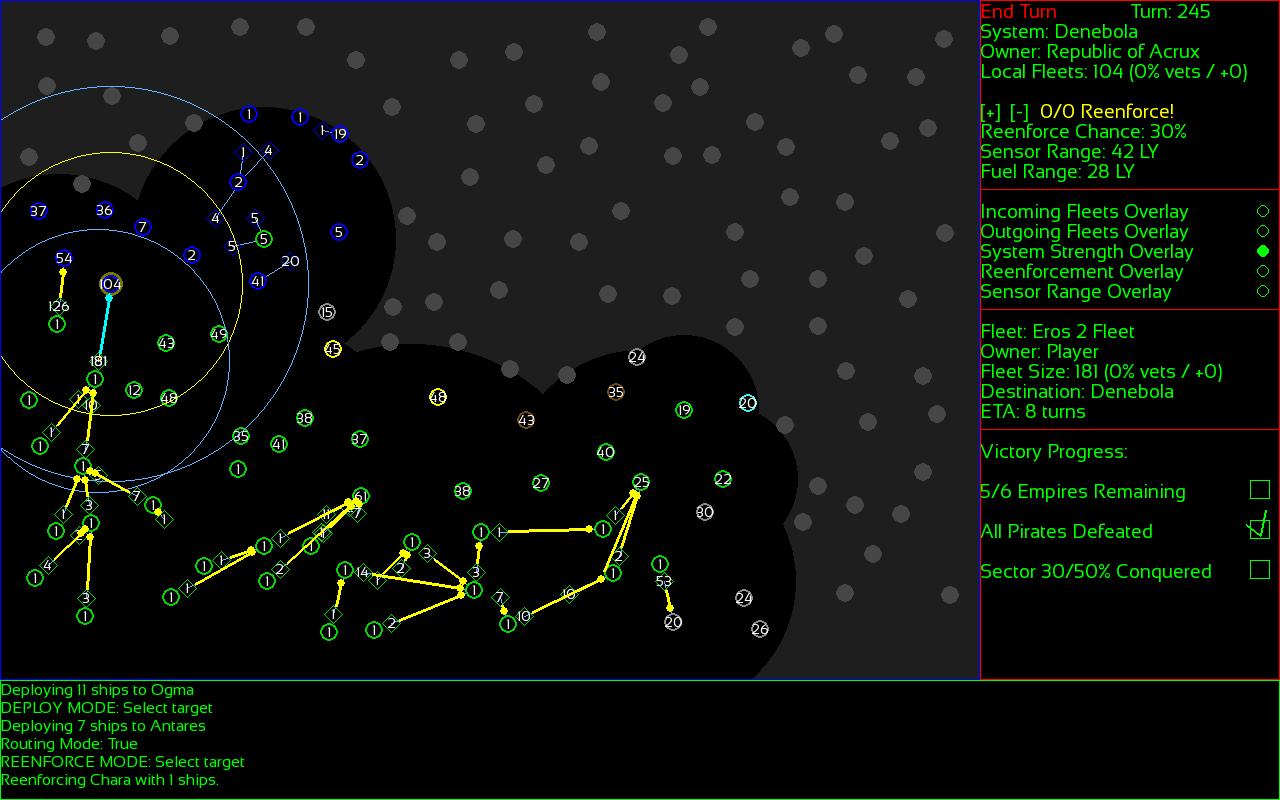 End Turn Turn: 245
System: Denebola
Owner: Republic of Acrux
Local Fleets: 104 (0% vets / +0)
[+] [-] 0/0 Reenforce!
Reenforce Chance: 30%
Sensor Range: 42 LY
Fuel Range: 28 LY
Incoming Fleets Overlay
Outgoing Fleets Overlay
System Strength Overlay
Reenforcement Overlay
Sensor Range Overlay
Fleet: Eros 2 Fleet
Owner: Player
Fleet Size: 181 (0% vets / +0)
Destination: Denebola
ETA: 8 turns
Victory Progress:
5/6 Empires Remaining
All Pirates Defeated
Sector 30/50% Conquered
1 1
1 19
1 4 2
2
37 36 4 5
7 5 5 5
54 2 20
104 41
126 15
1 49
43 45
181 24
1 12 48 48 35 20
1 10 38 43 19
1 35 41 37 40
1 7
1 1 27 25 22
7 61 38 30
1 3 1 1 11 7 1
1 1 1 1 1 1
4 2 1 1 1 3 2 1
1 1 2 14 1 2 3 1 53
3 1 1 1 7 10 24
1 1 1 2 1 10 20 26
Deploying 11 ships to Ogma
DEPLOY MODE: Select target
Deploying 7 ships to Antares
Routing Mode: True
REENFORCE MODE: Select target
Reenforcing Chara with 1 ships.